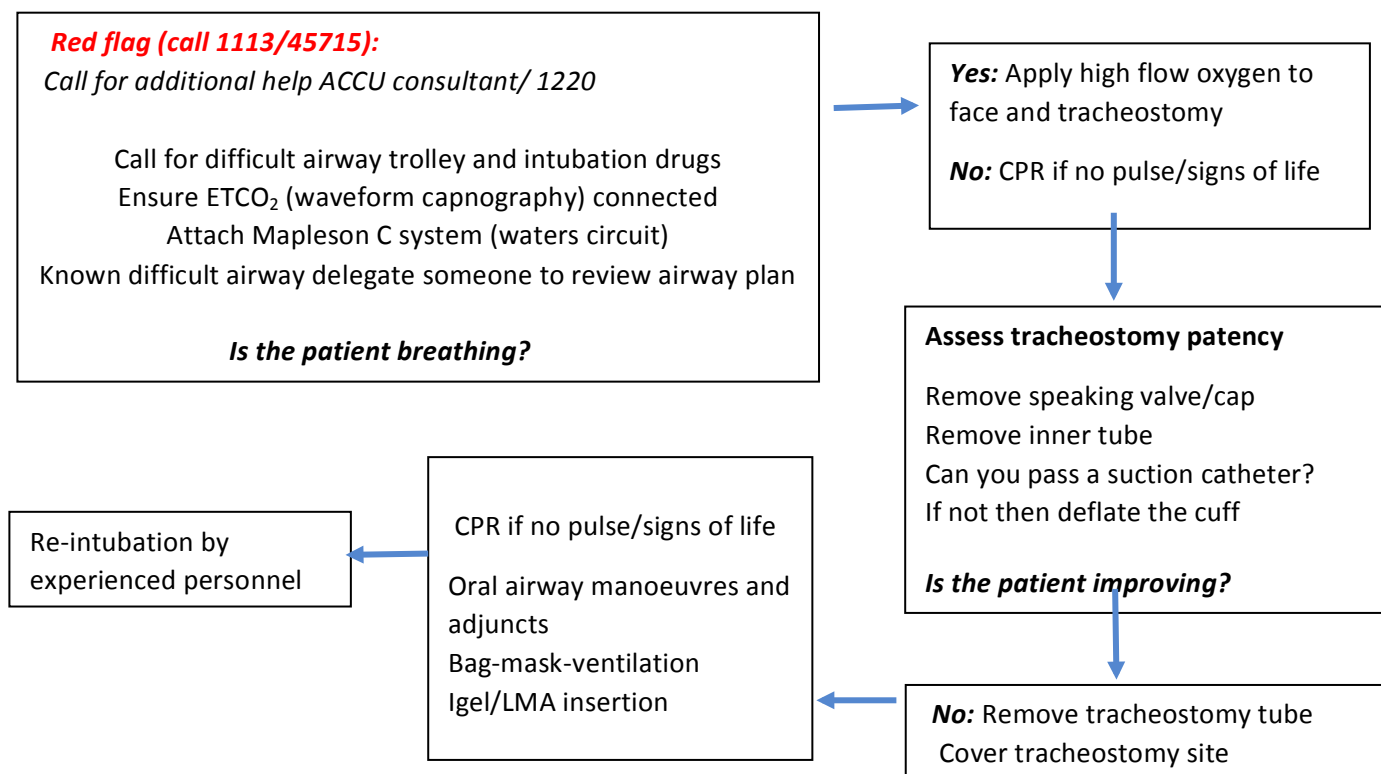 Red flag (call 1113/45715):
Call for additional help ACCU consultant/ 1220
Call for difficult airway trolley and intubation drugs
Ensure ETCO₂ (waveform capnography) connected
Attach Mapleson C system (waters circuit)
Known difficult airway delegate someone to review airway plan
Is the patient breathing?
Yes: Apply high flow oxygen to
face and tracheostomy
No: CPR if no pulse/signs of life
Assess tracheostomy patency
Remove speaking valve/cap
Remove inner tube
Can you pass a suction catheter?
If not then deflate the cuff
Is the patient improving?
No: Remove tracheostomy tube
Cover tracheostomy site
CPR if no pulse/signs of life
Oral airway manoeuvres and
adjuncts
Bag-mask-ventilation
Igel/LMA insertion
Re-intubation by
experienced personnel